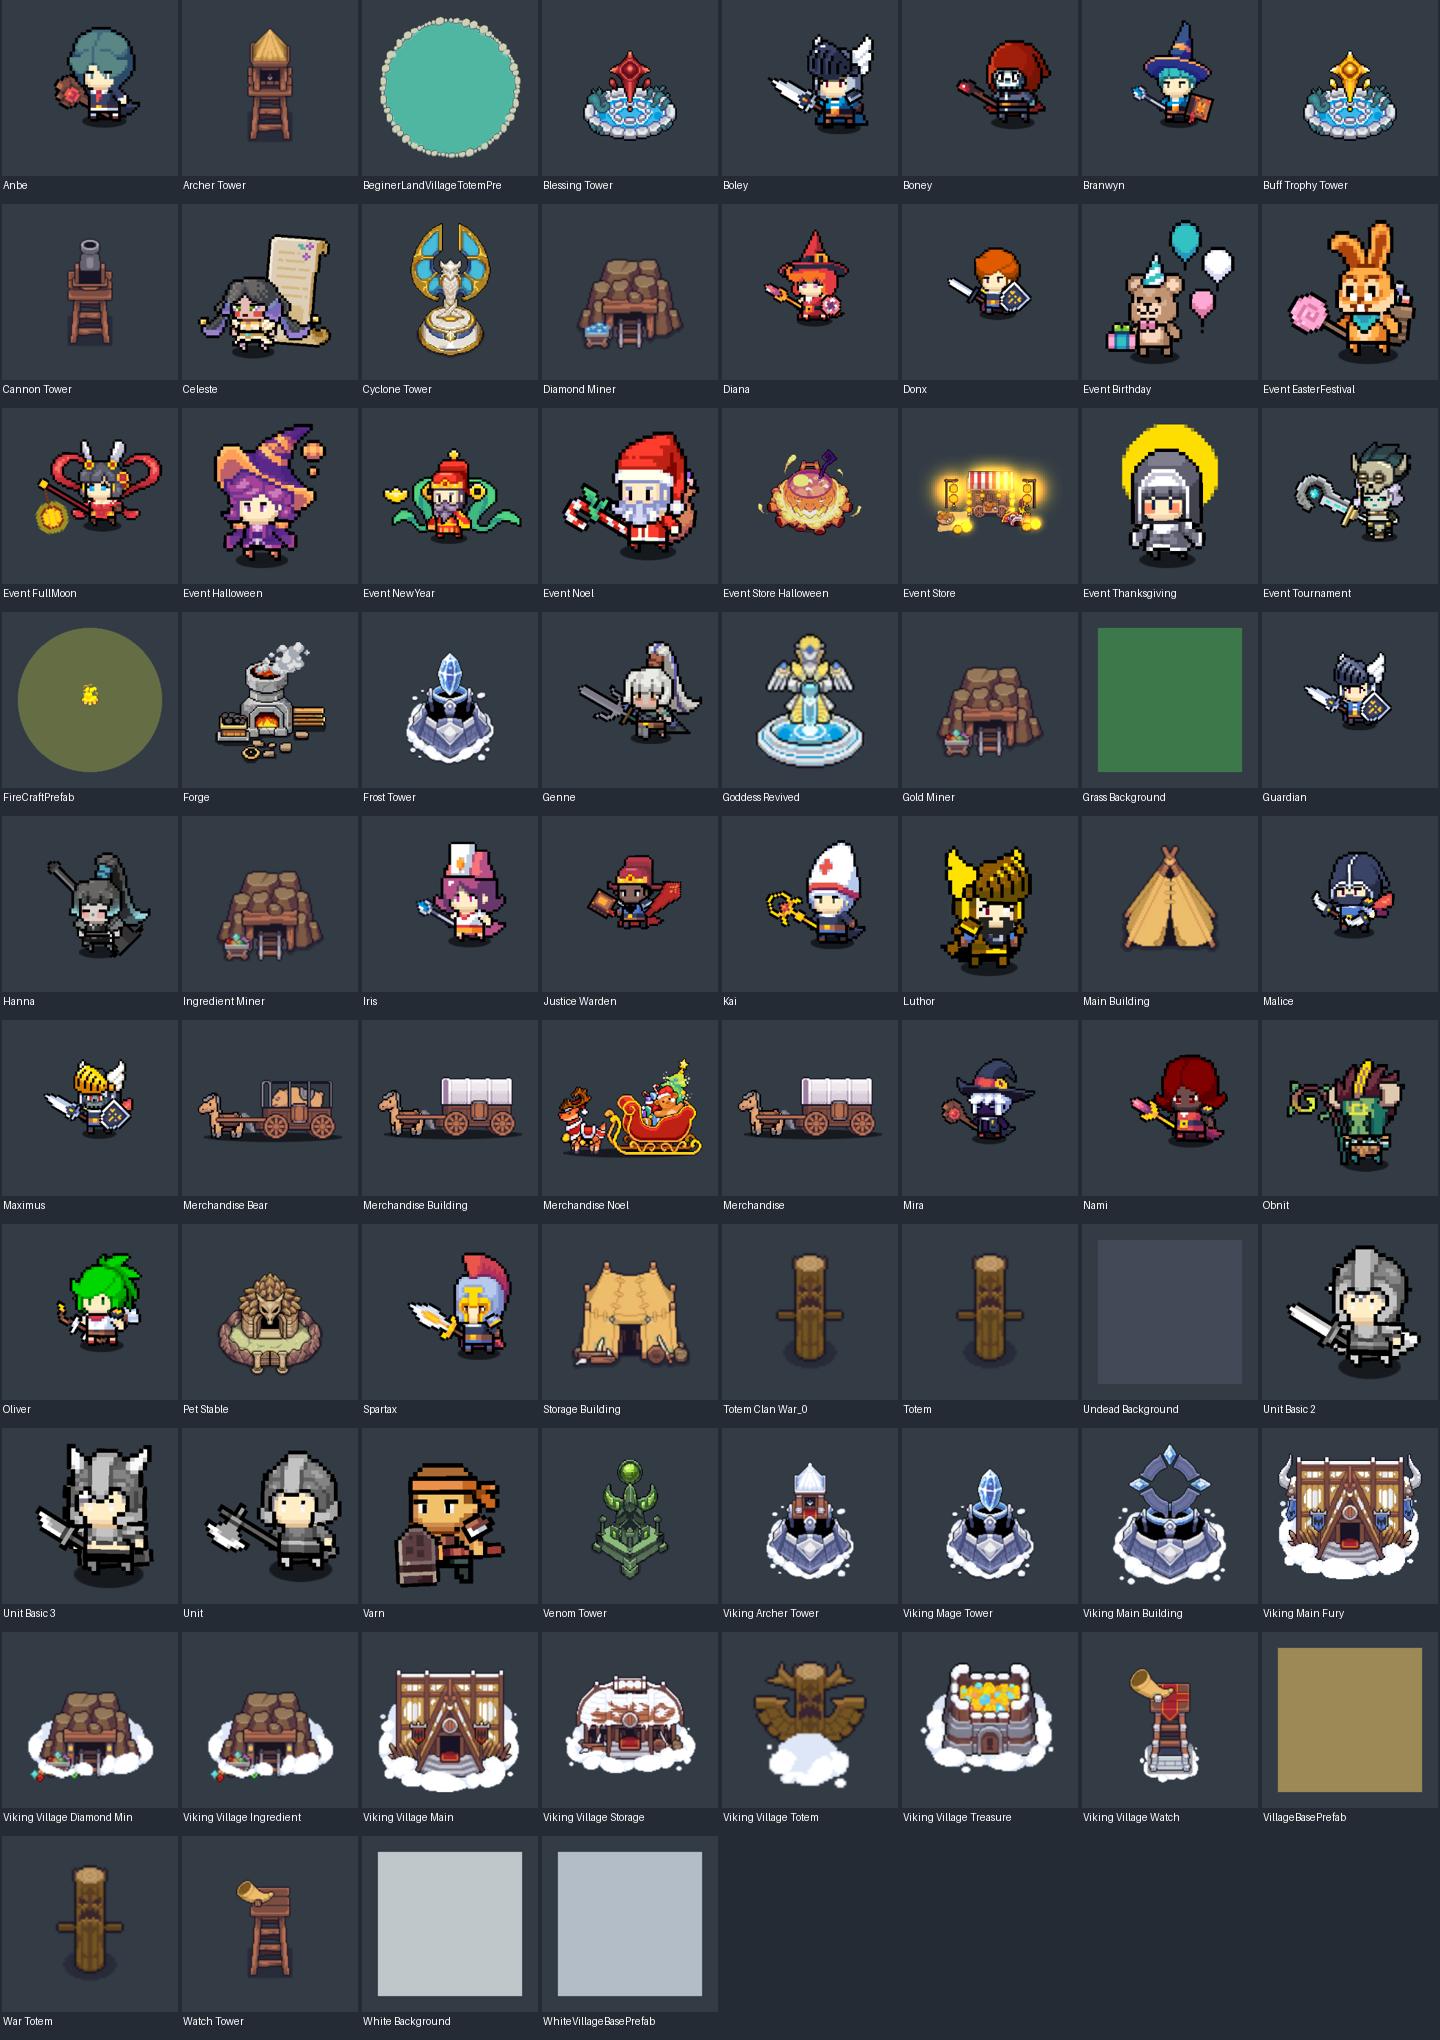 Anbe
Archer Tower
BeginerLandVillageTotemPre
Blessing Tower
Boley
Boney
Branwyn
Buff Trophy Tower
Cannon Tower
Celeste
Cyclone Tower
Diamond Miner
Diana
Donx
Event Birthday
Event EasterFestival
Event FullMoon
Event Halloween
Event NewYear
Event Noel
Event Store Halloween
Event Store
Event Thanksgiving
Event Tournament
FireCraftPrefab
Forge
Frost Tower
Genne
Goddess Revived
Gold Miner
Grass Background
Guardian
Hanna
Ingredient Miner
Iris
Justice Warden
Kai
Luthor
Main Building
Malice
Maximus
Merchandise Bear
Merchandise Building
Merchandise Noel
Merchandise
Mira
Nami
Obnit
Oliver
Pet Stable
Spartax
Storage Building
Totem Clan War_0
Totem
Undead Background
Unit Basic 2
Unit Basic 3
Unit
Varn
Venom Tower
Viking Archer Tower
Viking Mage Tower
Viking Main Building
Viking Main Fury
Viking Village Diamond Min
Viking Village Ingredient
Viking Village Main
Viking Village Storage
Viking Village Totem
Viking Village Treasure
Viking Village Watch
VillageBasePrefab
War Totem
Watch Tower
White Background
WhiteVillageBasePrefab